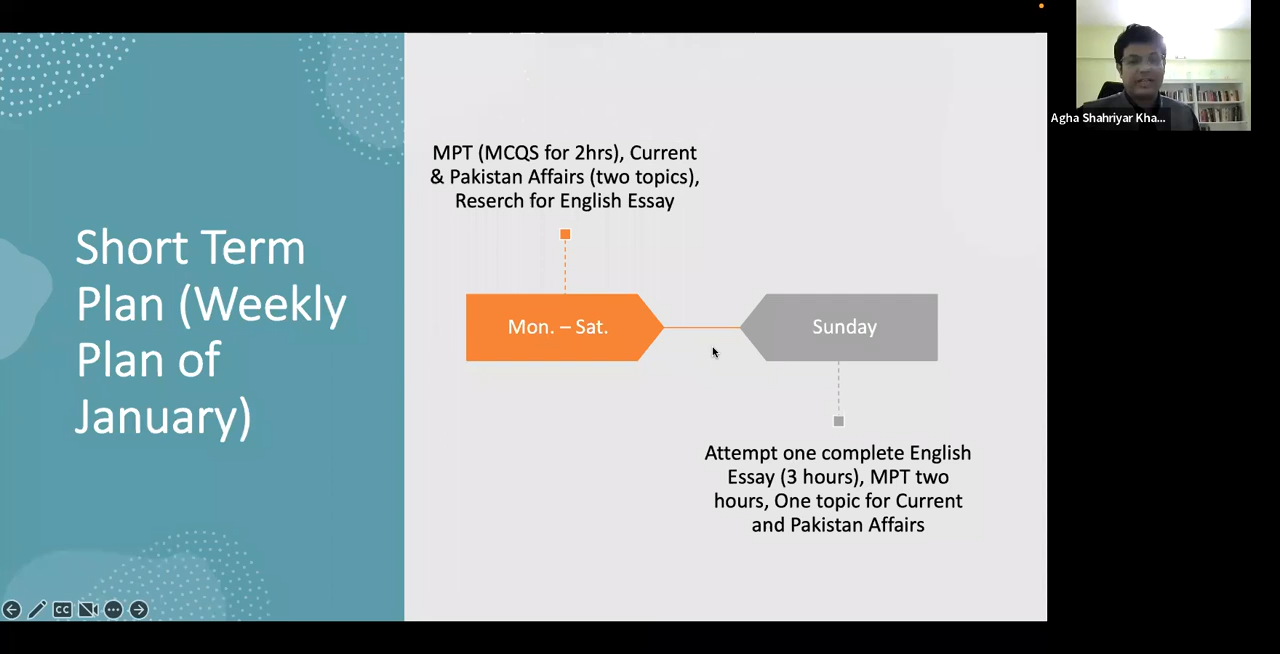 Short Term
Plan (Weekly
Plan of
January)
MPT (MCQS for 2hrs), Current
& Pakistan Affairs (two topics),
Reserch for English Essay
Mon. – Sat.
Sunday
Attempt one complete English
Essay (3 hours), MPT two
hours, One topic for Current
and Pakistan Affairs
Agha Shahriyar Kha...
CC